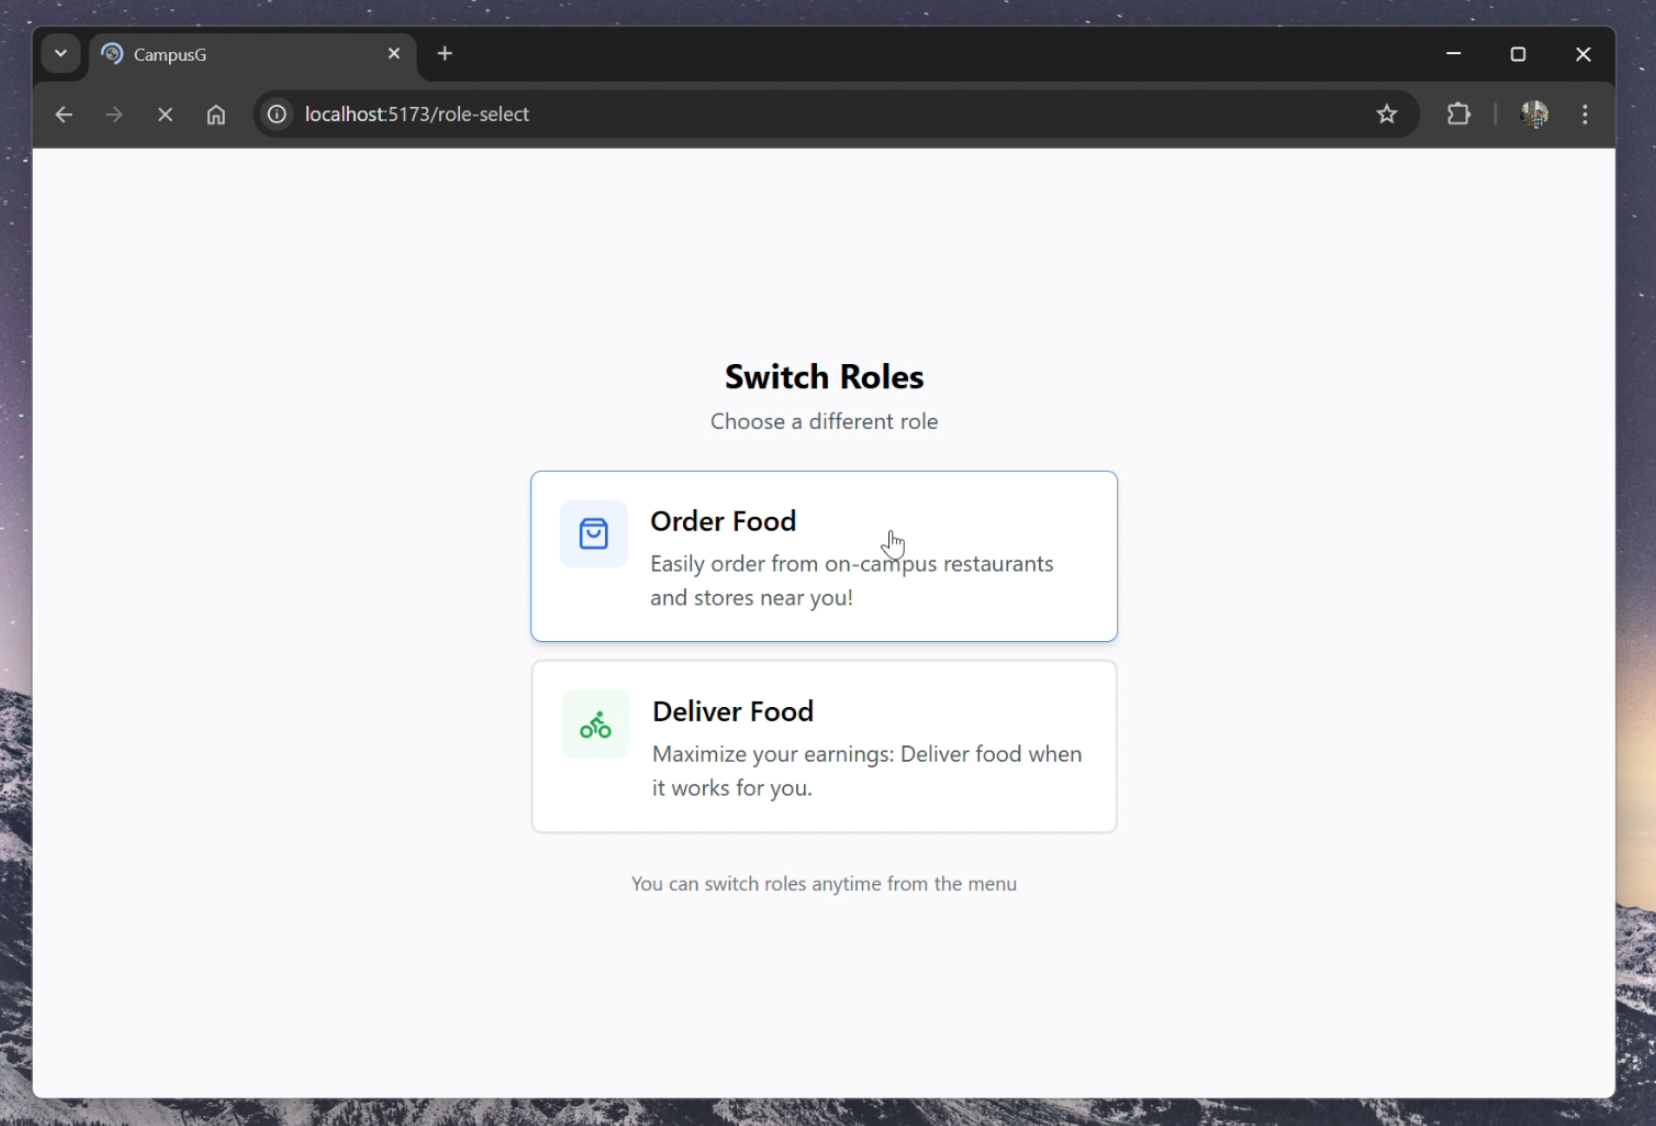 CampusG
localhost:5173/role-select
Switch Roles
Choose a different role
Order Food
Easily order from on-campus restaurants
and stores near you!
Deliver Food
Maximize your earnings: Deliver food when
it works for you.
You can switch roles anytime from the menu